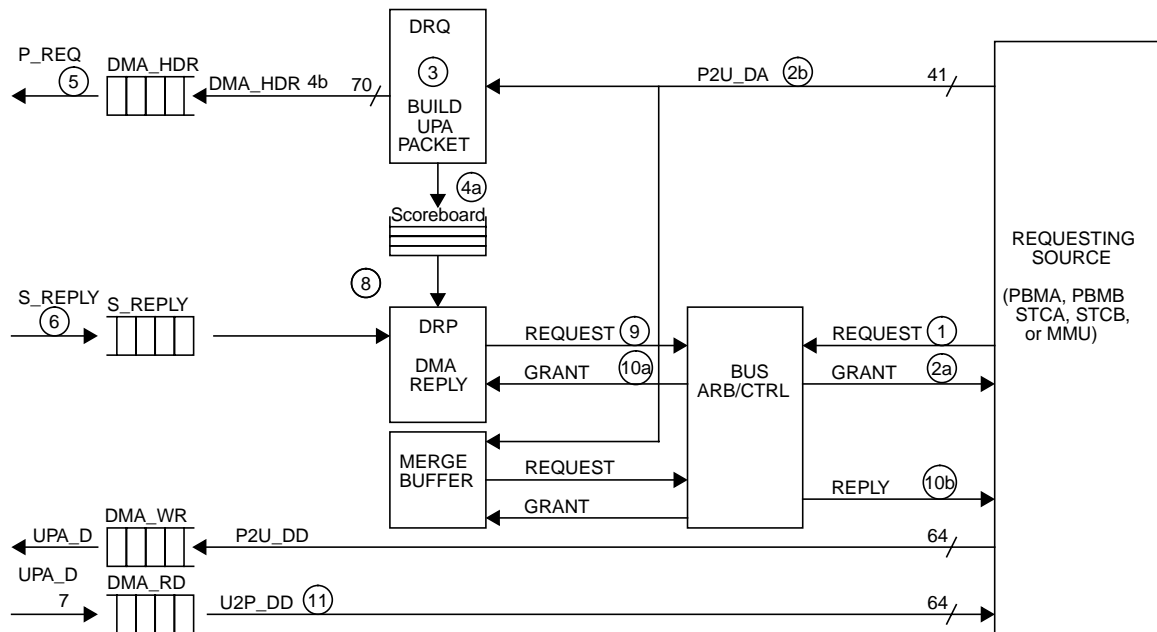 DRQ
P_REQ
5
DMA_HDR
DMA_HDR 4b
70
3
BUILD
UPA
PACKET
P2U_DA
2b
41
4a
Scoreboard
REQUESTING
SOURCE
(PBMA, PBMB
STCA, STCB,
or MMU)
8
S_REPLY
6
S_REPLY
DRP
DMA
REPLY
REQUEST 9
GRANT 10a
BUS
ARB/CTRL
REQUEST 1
GRANT 2a
MERGE
BUFFER
REQUEST
GRANT
REPLY 10b
DMA_WR
UPA_D
P2U_DD
64
UPA_D
7
DMA_RD
U2P_DD 11
64